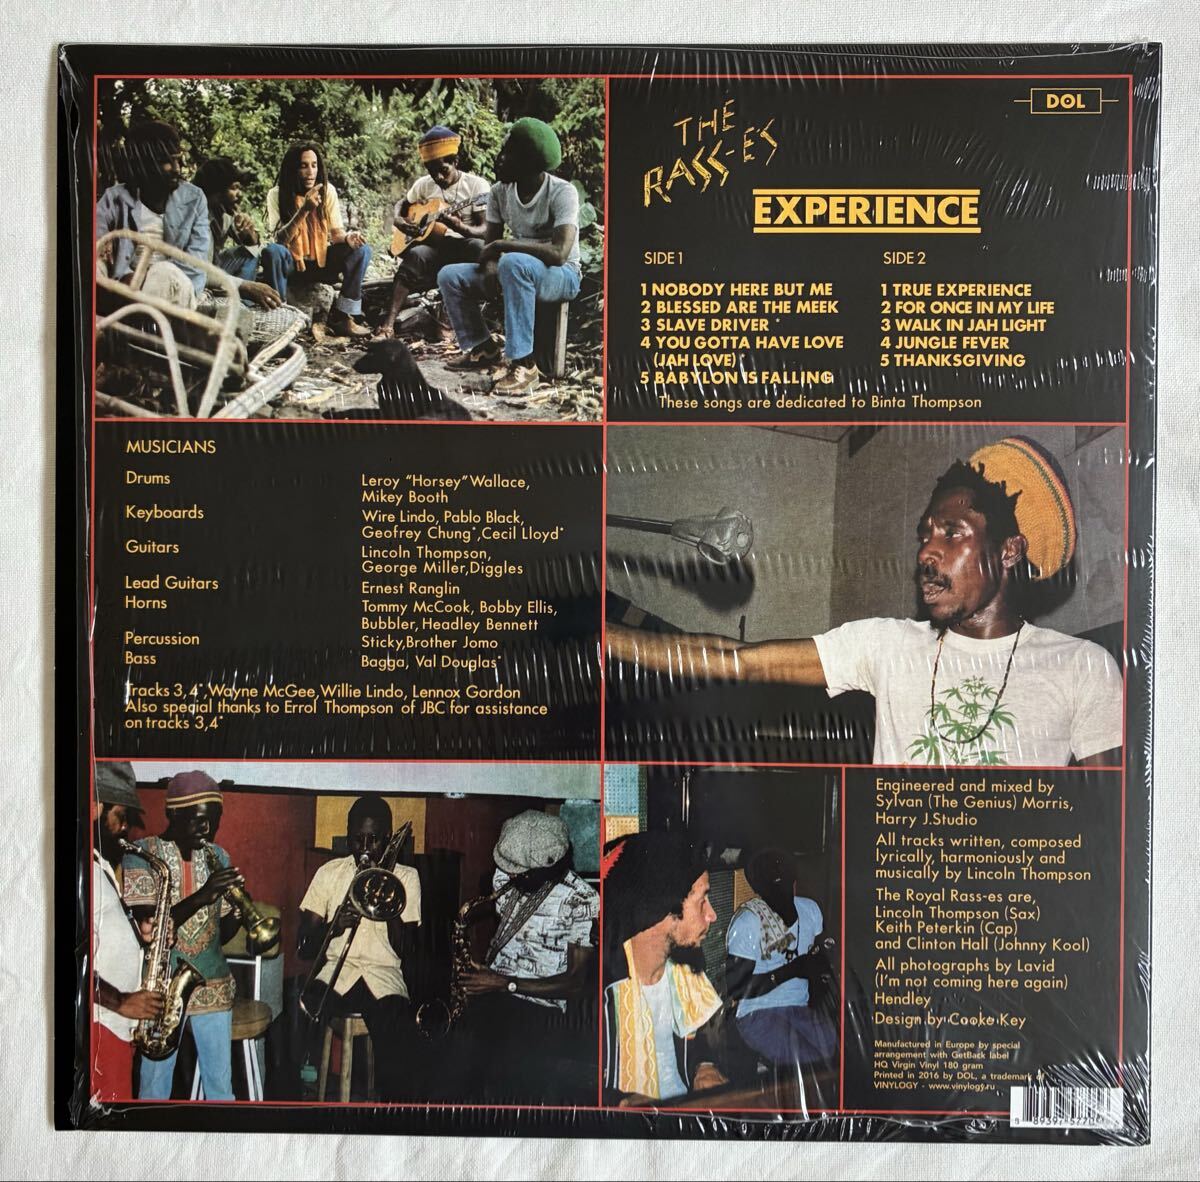 DOL
THE
RASS-ES
EXPERIENCE
SIDE 1
1 NOBODY HERE BUT ME
2 BLESSED ARE THE MEEK
3 SLAVE DRIVER *
4 YOU GOTTA HAVE LOVE
(JAH LOVE) *
5 BABYLON IS FALLING
SIDE 2
1 TRUE EXPERIENCE
2 FOR ONCE IN MY LIFE
3 WALK IN JAH LIGHT
4 JUNGLE FEVER
5 THANKSGIVING
These songs are dedicated to Binta Thompson
MUSICIANS
Drums
Leroy "Horsey" Wallace,
Mikey Booth
Keyboards
Wire Lindo, Pablo Black,
Geofrey Chung*,Cecil Lloyd*
Guitars
Lincoln Thompson,
George Miller,Diggles
Lead Guitars
Ernest Ranglin
Horns
Tommy McCook, Bobby Ellis,
Bubbler, Headley Bennett
Percussion
Sticky,Brother Jomo
Bass
Bagga, Val Douglas*
Tracks 3,4*,Wayne McGee,Willie Lindo, Lennox Gordon
Also special thanks to Errol Thompson of JBC for assistance
on tracks 3,4*
Engineered and mixed by
Sylvan (The Genius) Morris,
Harry J.Studio
All tracks written, composed
lyrically, harmoniously and
musically by Lincoln Thompson
The Royal Rass-es are,
Lincoln Thompson (Sax)
Keith Peterkin (Cap)
and Clinton Hall (Johnny Kool)
All photographs by Lavid
(I'm not coming here again)
Hendley
Design by Cooke Key
Manufactured in Europe by special
arrangement with GetBack label
HQ Virgin Vinyl 180 gram
Printed in 2016 by DOL, a trademark of
VINYLOGY - www.vinylogy.ru